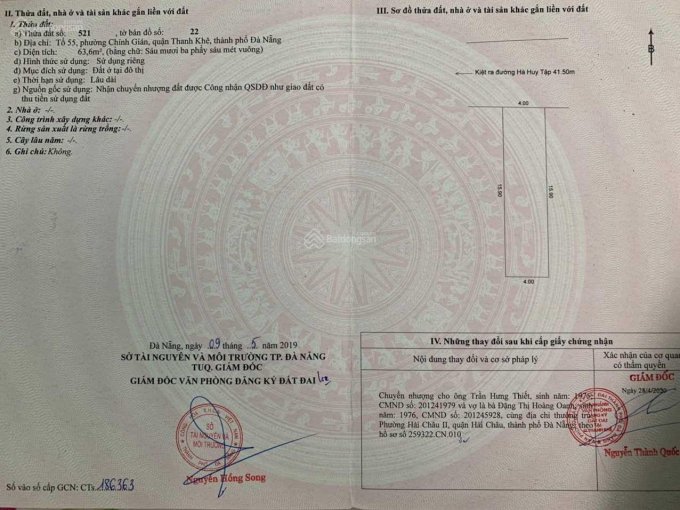 II. Thửa đất, nhà ở và tài sản khác gắn liền với đất
1. Thửa đất:
a) Thửa đất số: 521, tờ bản đồ số: 22
b) Địa chỉ: Tổ 55, phường Chính Gián, quận Thanh Khê, thành phố Đà Nẵng
c) Diện tích: 63,6m², (bằng chữ: Sáu mươi ba phẩy sáu mét vuông)
d) Hình thức sử dụng: Sử dụng riêng
đ) Mục đích sử dụng: Đất ở tại đô thị
e) Thời hạn sử dụng: Lâu dài
g) Nguồn gốc sử dụng: Nhận chuyển nhượng đất được Công nhận QSDĐ như giao đất có
thu tiền sử dụng đất
2. Nhà ở: -/-.
3. Công trình xây dựng khác: -/-.
4. Rừng sản xuất là rừng trồng:-/-.
5. Cây lâu năm: -/-.
6. Ghi chú: Không.
Đà Nẵng, ngày 09 tháng 5 năm 2019
SỞ TÀI NGUYÊN VÀ MÔI TRƯỜNG TP. ĐÀ NẴNG
TUQ. GIÁM ĐỐC
GIÁM ĐỐC VĂN PHÒNG ĐĂNG KÝ ĐẤT ĐAI
SỞ
TÀI NGUYÊN VÀ
MÔI TRƯỜNG
Nguyễn Hồng Song
Số vào sổ cấp GCN: CTs 186363
III. Sơ đồ thửa đất, nhà ở và tài sản khác gắn liền với đất
B
Kiệt ra đường Hà Huy Tập 41.50m
4.00
15.90
15.90
4.00
Batdongsan
IV. Những thay đổi sau khi cấp giấy chứng nhận
Nội dung thay đổi và cơ sở pháp lý
Xác nhận của cơ quan
có thẩm quyền
Chuyển nhượng cho ông Trần Hưng Thiết, sinh năm: 1976,
CMND số: 201241979 và vợ là bà Đặng Thị Hoàng Oanh, sinh
năm: 1976, CMND số: 201245928, cùng địa chỉ thường trú:
Phường Hải Châu II, quận Hải Châu, thành phố Đà Nẵng; theo
hồ sơ số 259322.CN.010
GIÁM ĐỐC
28/4/2020
Nguyễn Thành Quốc